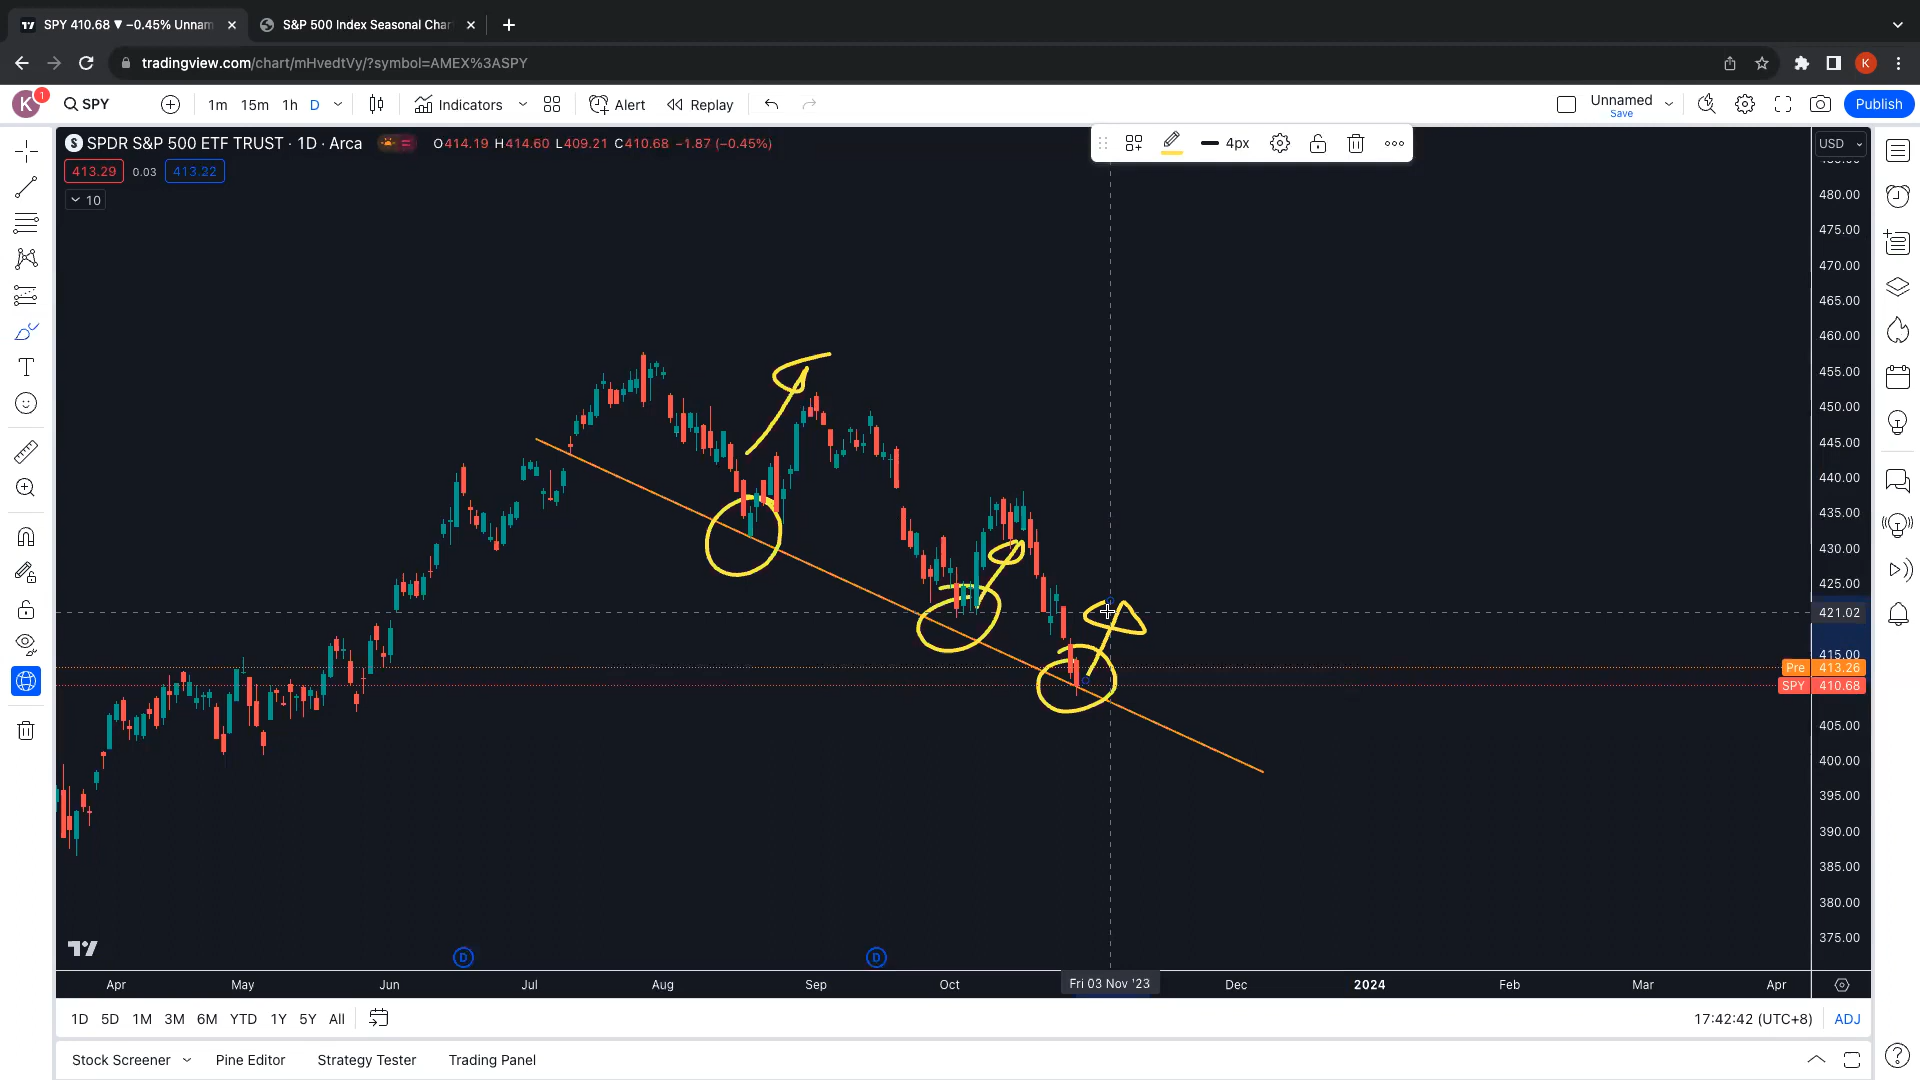 SPY 410.68 ▼ −0.45% Unnam
S&P 500 Index Seasonal Char
tradingview.com/chart/mHvedtVy/?symbol=AMEX%3ASPY
K
K 1 SPY 1m 15m 1h D Indicators Alert Replay Unnamed Save Publish
$ SPDR S&P 500 ETF TRUST · 1D · Arca O414.19 H414.60 L409.21 C410.68 −1.87 (−0.45%)
4px
USD
413.29 0.03 413.32
10
480.00
475.00
470.00
465.00
460.00
455.00
450.00
445.00
440.00
435.00
430.00
425.00
421.02
415.00
Pre 413.26
SPY 410.68
405.00
400.00
395.00
390.00
385.00
380.00
375.00
T
D D
Apr May Jun Jul Aug Sep Oct Fri 03 Nov '23 Dec 2024 Feb Mar Apr
1D 5D 1M 3M 6M YTD 1Y 5Y All 17:42:42 (UTC+8) ADJ
Stock Screener Pine Editor Strategy Tester Trading Panel